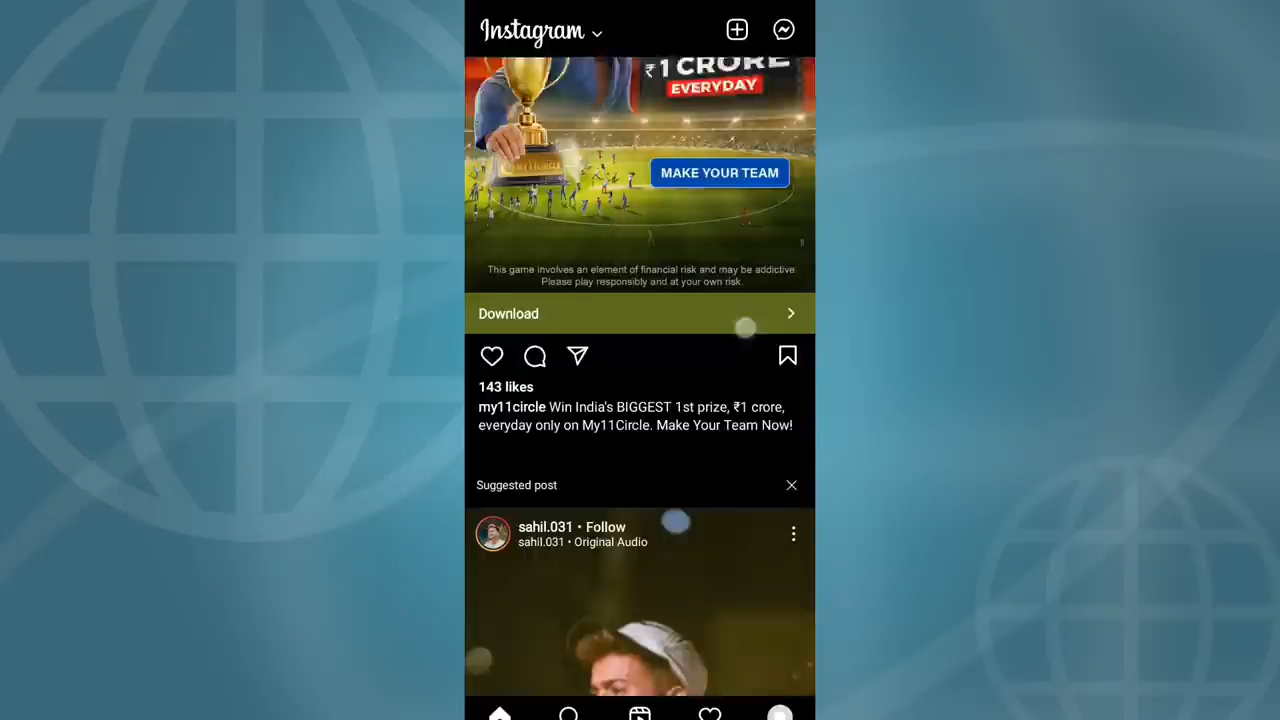 Instagram
₹1 CRORE
EVERYDAY
MY11CIRCLE
MAKE YOUR TEAM
This game involves an element of financial risk and may be addictive.
Please play responsibly and at your own risk.
Download
143 likes
my11circle Win India's BIGGEST 1st prize, ₹1 crore,
everyday only on My11Circle. Make Your Team Now!
Suggested post
sahil.031 • Follow
sahil.031 • Original Audio